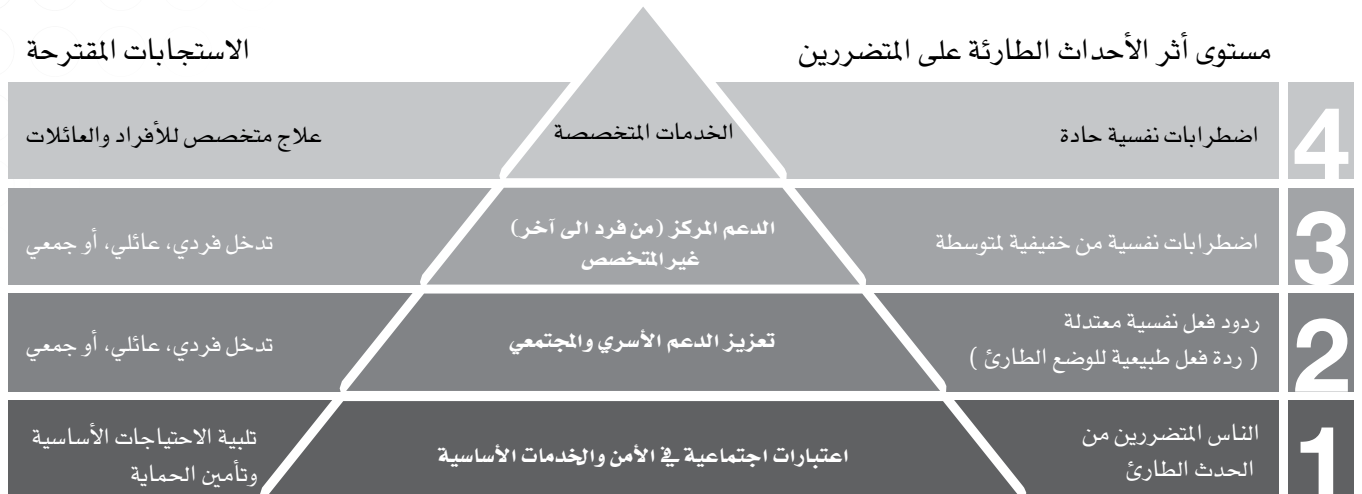 مستوى أثر الأحداث الطارئة على المتضررين
الاستجابات المقترحة
4
اضطرابات نفسية حادة
الخدمات المتخصصة
علاج متخصص للأفراد والعائلات
3
اضطرابات نفسية من خفيفية لمتوسطة
الدعم المركز (من فرد الى آخر)
غير المتخصص
تدخل فردي، عائلي، أو جمعي
2
ردود فعل نفسية معتدلة
( ردة فعل طبيعية للوضع الطارئ )
تعزيز الدعم الأسري والمجتمعي
تدخل فردي، عائلي، أو جمعي
1
الناس المتضررين من
الحدث الطارئ
اعتبارات اجتماعية في الأمن والخدمات الأساسية
تلبية الاحتياجات الأساسية
وتأمين الحماية